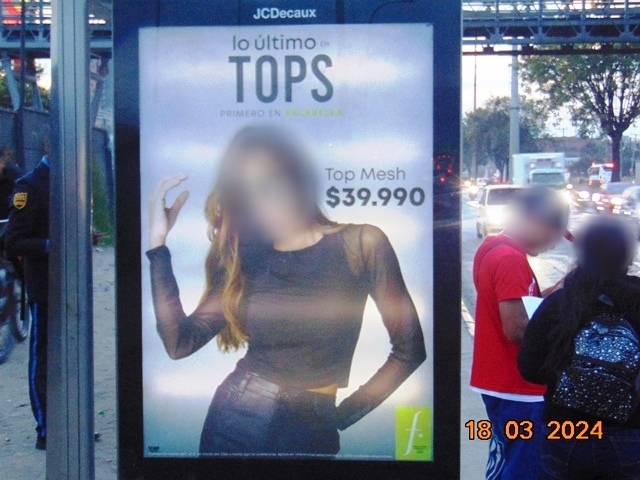 JCDecaux
lo último EN
TOPS
PRIMERO EN FALABELLA
Top Mesh
$39.990
f.
18 03 2024